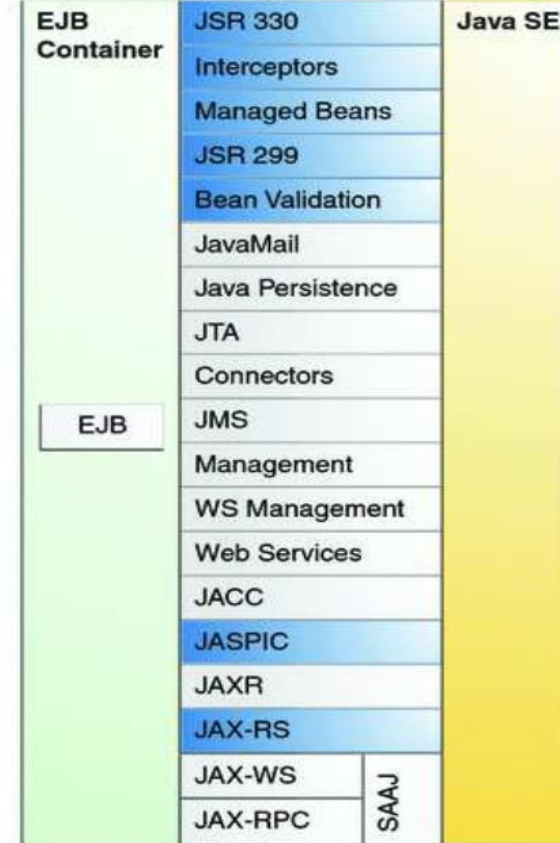 EJB
Container
EJB
JSR 330
Interceptors
Managed Beans
JSR 299
Bean Validation
JavaMail
Java Persistence
JTA
Connectors
JMS
Management
WS Management
Web Services
JACC
JASPIC
JAXR
JAX-RS
JAX-WS
JAX-RPC
SAAJ
Java SE